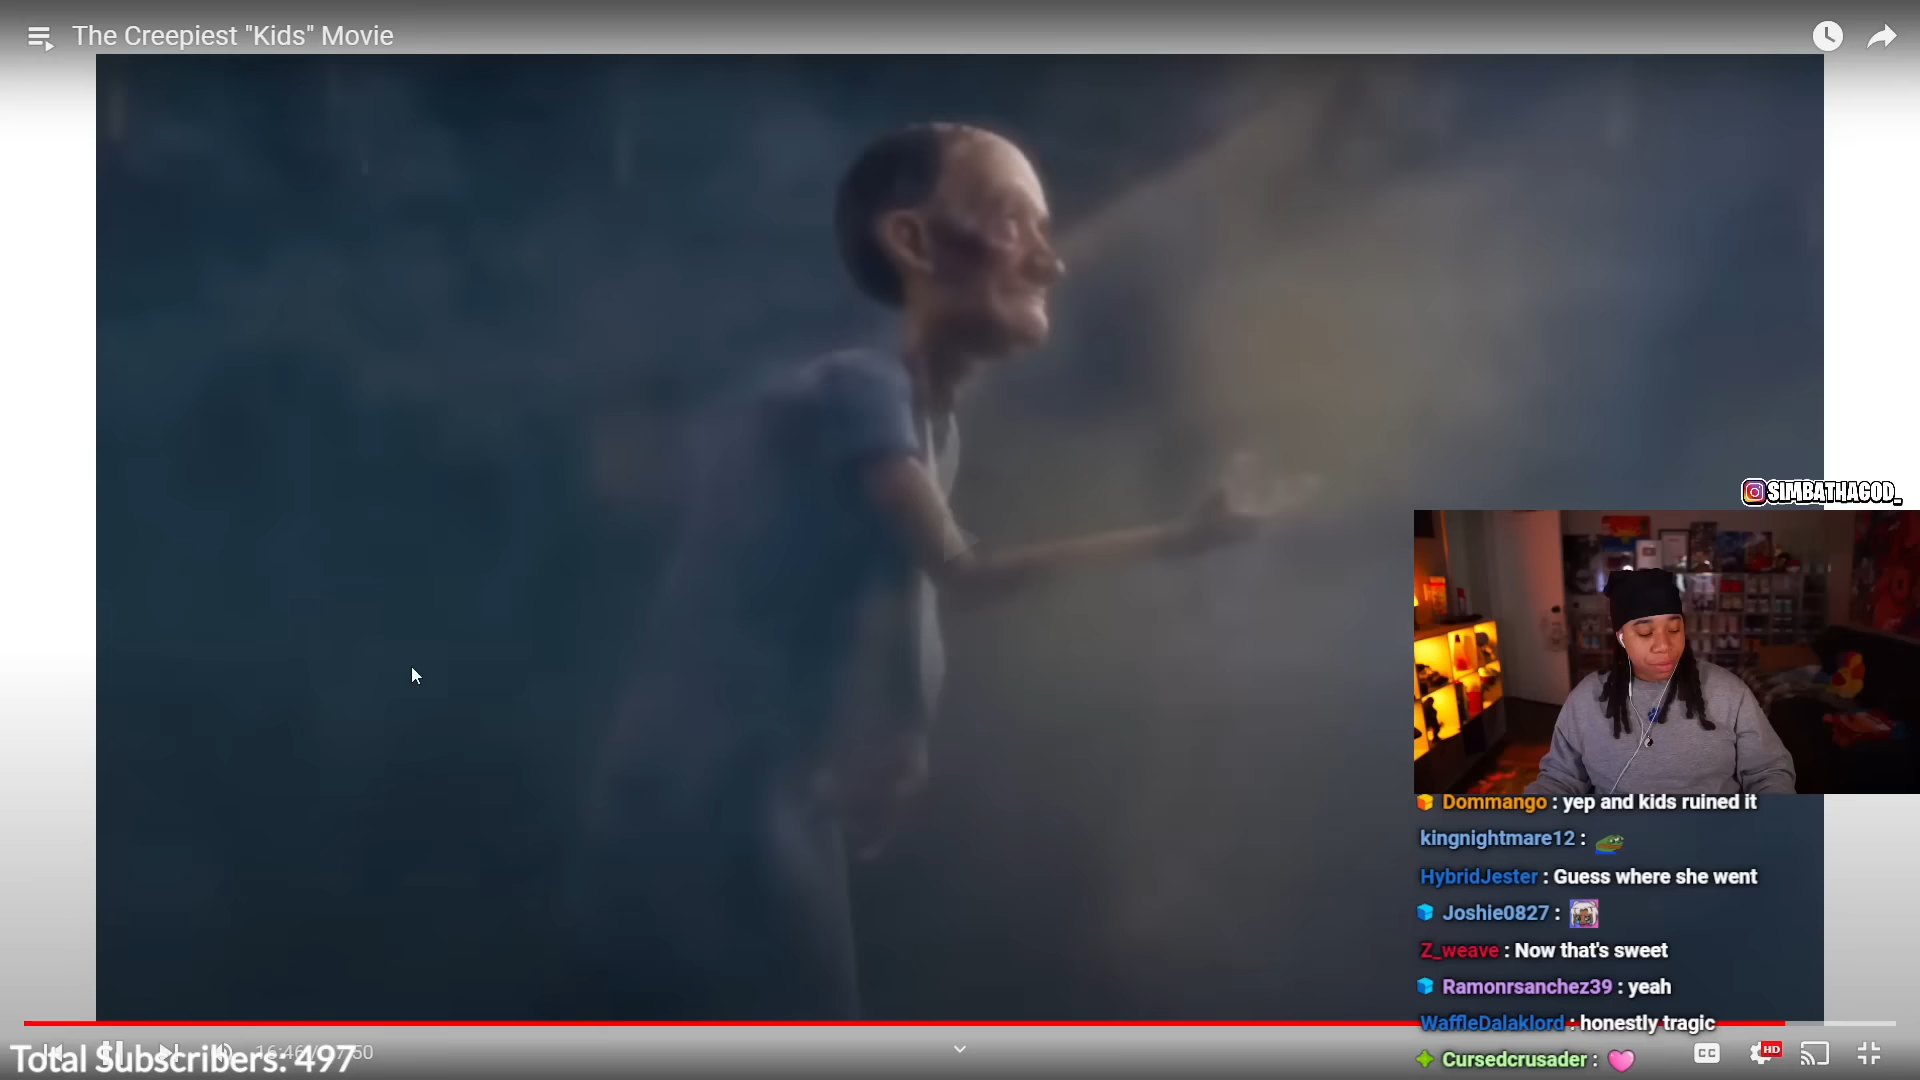 The Creepiest "Kids" Movie
SIMBATHAGOD_
Dommango : yep and kids ruined it
kingnightmare12 :
HybridJester : Guess where she went
Joshie0827 :
Z_weave : Now that's sweet
Ramonrsanchez39 : yeah
WaffleDalaklord : honestly tragic
Cursedcrusader :
Total Subscribers: 497
CC
HD